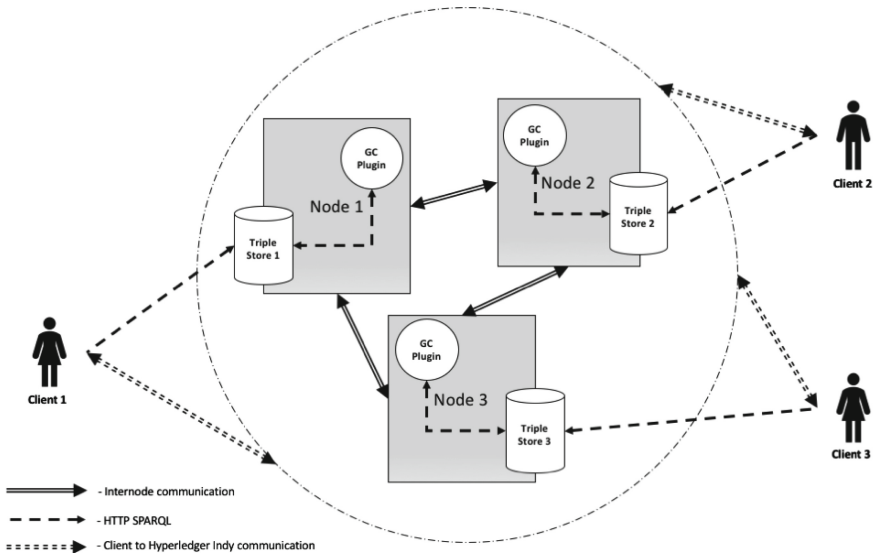 GC
Plugin
Node 1
Triple
Store 1
GC
Plugin
Node 2
Triple
Store 2
GC
Plugin
Node 3
Triple
Store 3
Client 1
Client 2
Client 3
- Internode communication
- HTTP SPARQL
- Client to Hyperledger Indy communication